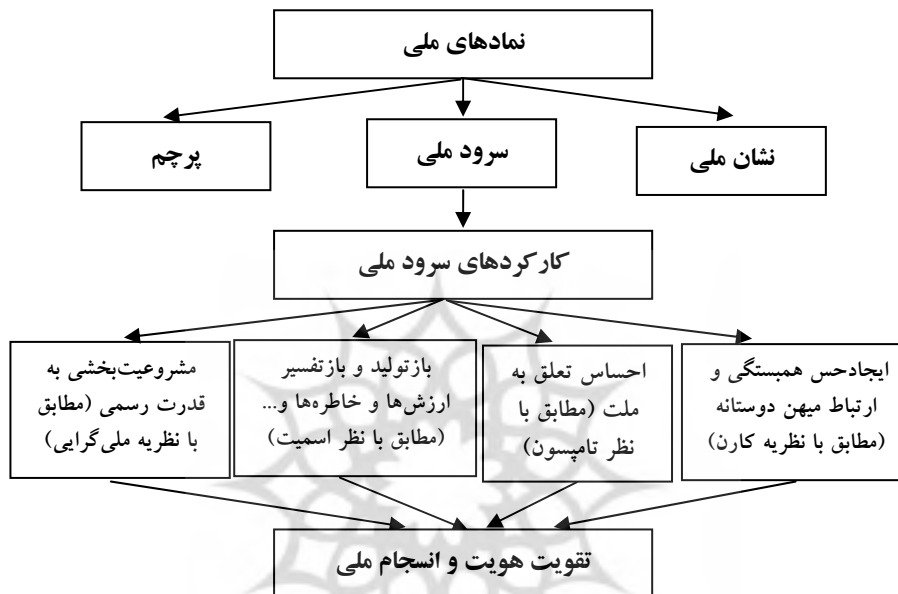 نمادهای ملی
نشان ملی
سرود ملی
پرچم
کارکردهای سرود ملی
ایجادحس همبستگی و
ارتباط میهن دوستانه
(مطابق با نظریه کارن)
احساس تعلق به
ملت (مطابق با
نظر تامپسون)
بازتولید و بازتفسیر
ارزش‌ها و خاطره‌ها و...
(مطابق با نظر اسمیت)
مشروعیت‌بخشی به
قدرت رسمی (مطابق
با نظریه ملی‌گرایی)
تقویت هویت و انسجام ملی